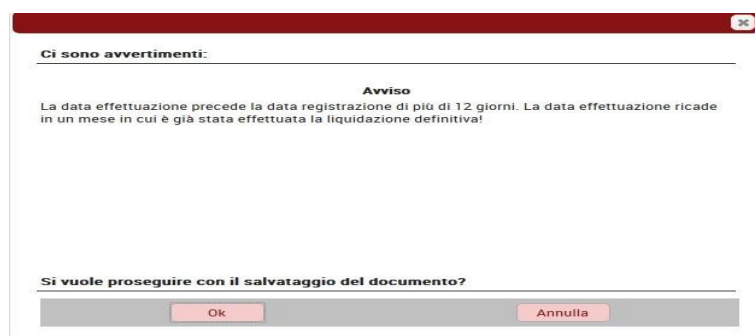 Ci sono avvertimenti:
Avviso
La data effettuazione precede la data registrazione di più di 12 giorni. La data effettuazione ricade
in un mese in cui è già stata effettuata la liquidazione definitiva!
Si vuole proseguire con il salvataggio del documento?
Ok Annulla